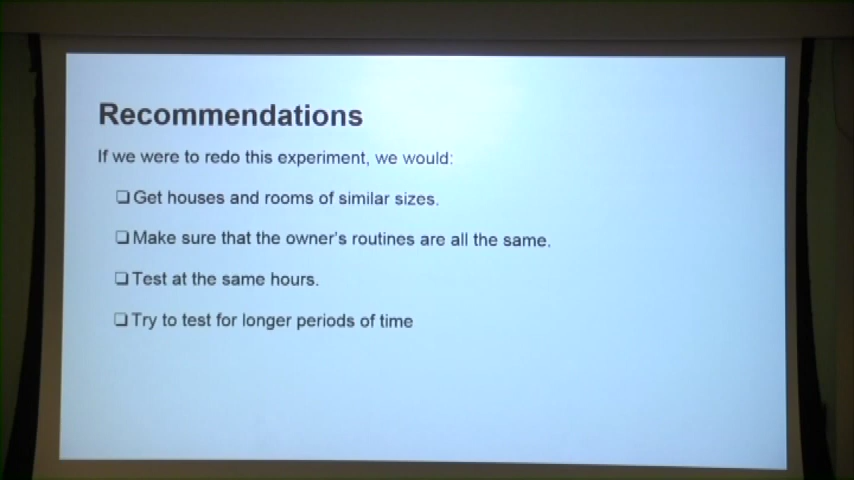 Recommendations
If we were to redo this experiment, we would:
❑Get houses and rooms of similar sizes.
❑Make sure that the owner's routines are all the same.
❑Test at the same hours.
❑Try to test for longer periods of time